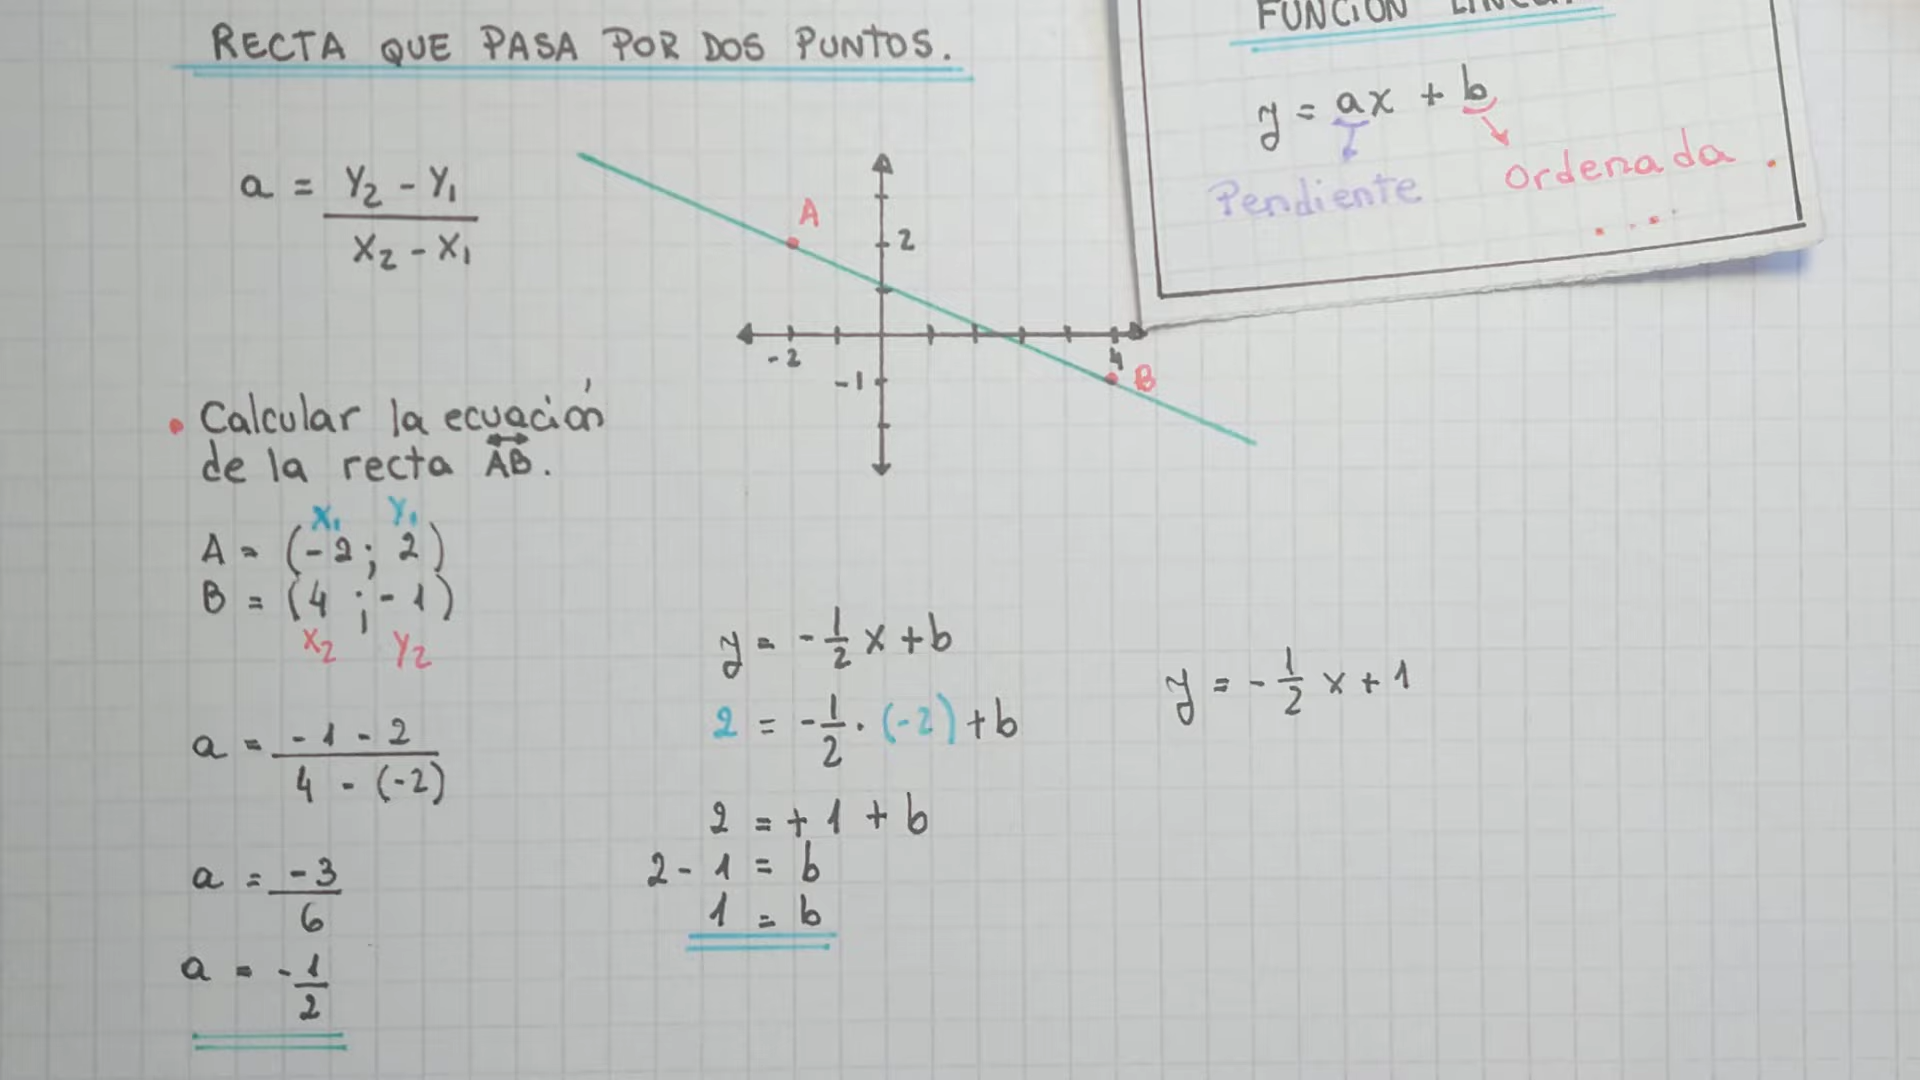 RECTA QUE PASA POR DOS PUNTOS.
FUNCIÓN
y = ax + b
Pendiente
Ordenada.
....
a = Y₂ - Y₁
X₂ - X₁
A
2
-2
4
-1
B
• Calcular la ecuación
de la recta AB.
X₁ Y₁
A = (-2; 2)
B = (4; -1)
X₂ Y₂
a = -1 - 2
4 - (-2)
a = -3
6
a = -1
2
y = -1/2 x + b
2 = -1/2 · (-2) + b
2 = +1 + b
2 - 1 = b
1 = b
y = -1/2 x + 1